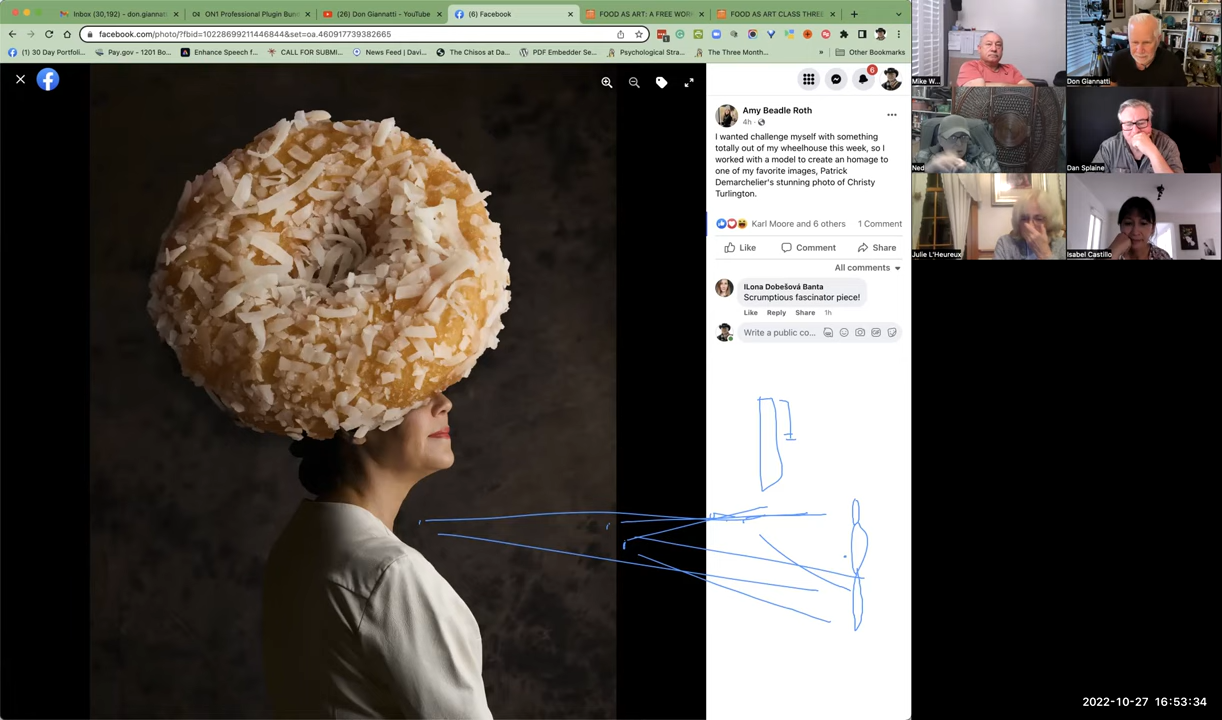 Inbox (30,192) - don.giannat
04 ON1 Professional Plugin Bun
(26) Don Giannatti - YouTube
(6) Facebook
FOOD AS ART: A FREE WOR
FOOD AS ART CLASS THREE
facebook.com/photo/?fbid=10228699211446844&set=oa.460917739382665
(1) 30 Day Portfoli...
Pay.gov - 1201 Bo...
Enhance Speech f...
CALL FOR SUBMI...
News Feed | Davi...
The Chisos at Da...
PDF Embedder Se...
Psychological Stra...
The Three Month...
»
Other Bookmarks
6
Amy Beadle Roth
4h
I wanted challenge myself with something
totally out of my wheelhouse this week, so I
worked with a model to create an homage to
one of my favorite images, Patrick
Demarchelier's stunning photo of Christy
Turlington.
Karl Moore and 6 others 1 Comment
Like Comment Share
All comments
ILona Dobešová Banta
Scrumptious fascinator piece!
Like Reply Share 1h
Write a public co...
Mike W...
Don Giannatti
Ned
Dan Splaine
Julie L'Heureux
Isabel Castillo
2022-10-27 16:53:34